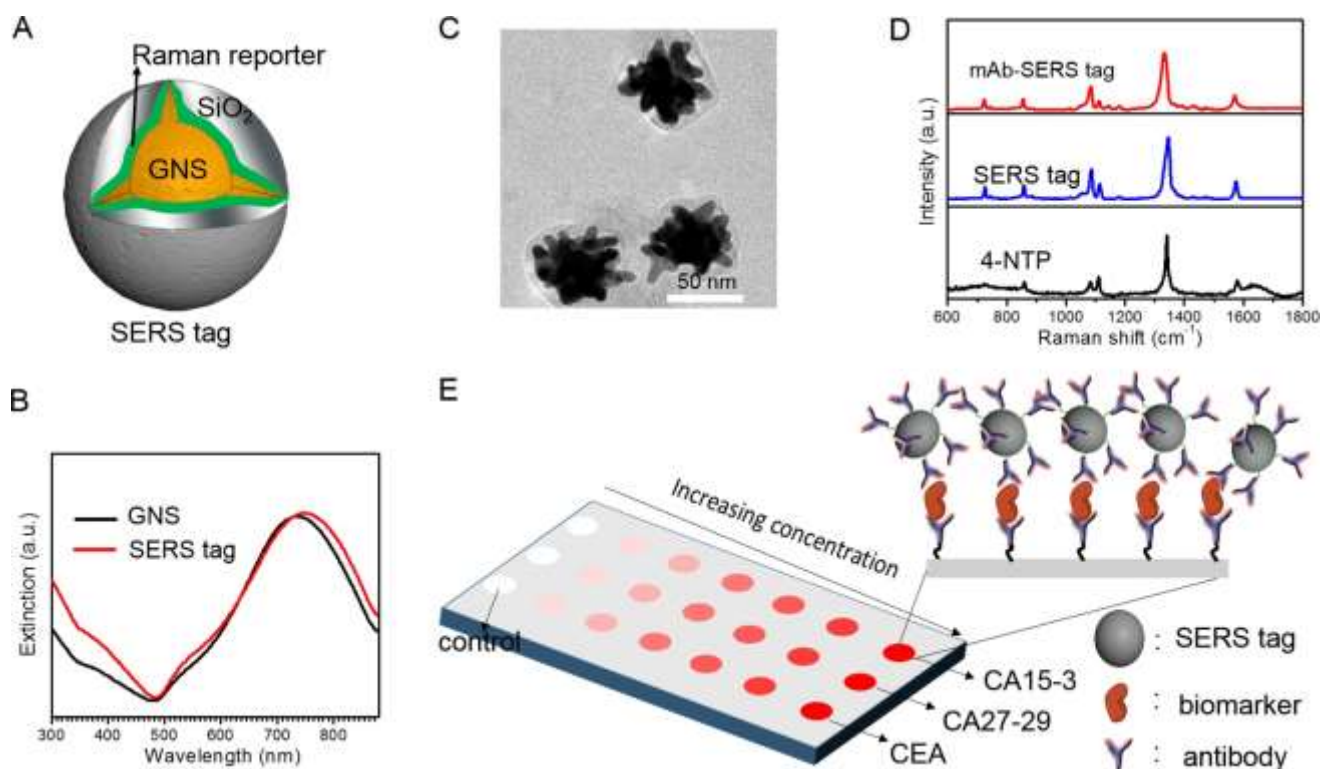 A
Raman reporter
SiO₂
GNS
SERS tag
B
Extinction (a.u.)
GNS
SERS tag
300 400 500 600 700 800
Wavelength (nm)
C
50 nm
D
Intensity (a.u.)
mAb-SERS tag
SERS tag
4-NTP
600 800 1000 1200 1400 1600 1800
Raman shift (cm⁻¹)
E
Increasing concentration
control
CA15-3
CA27-29
CEA
: SERS tag
: biomarker
: antibody